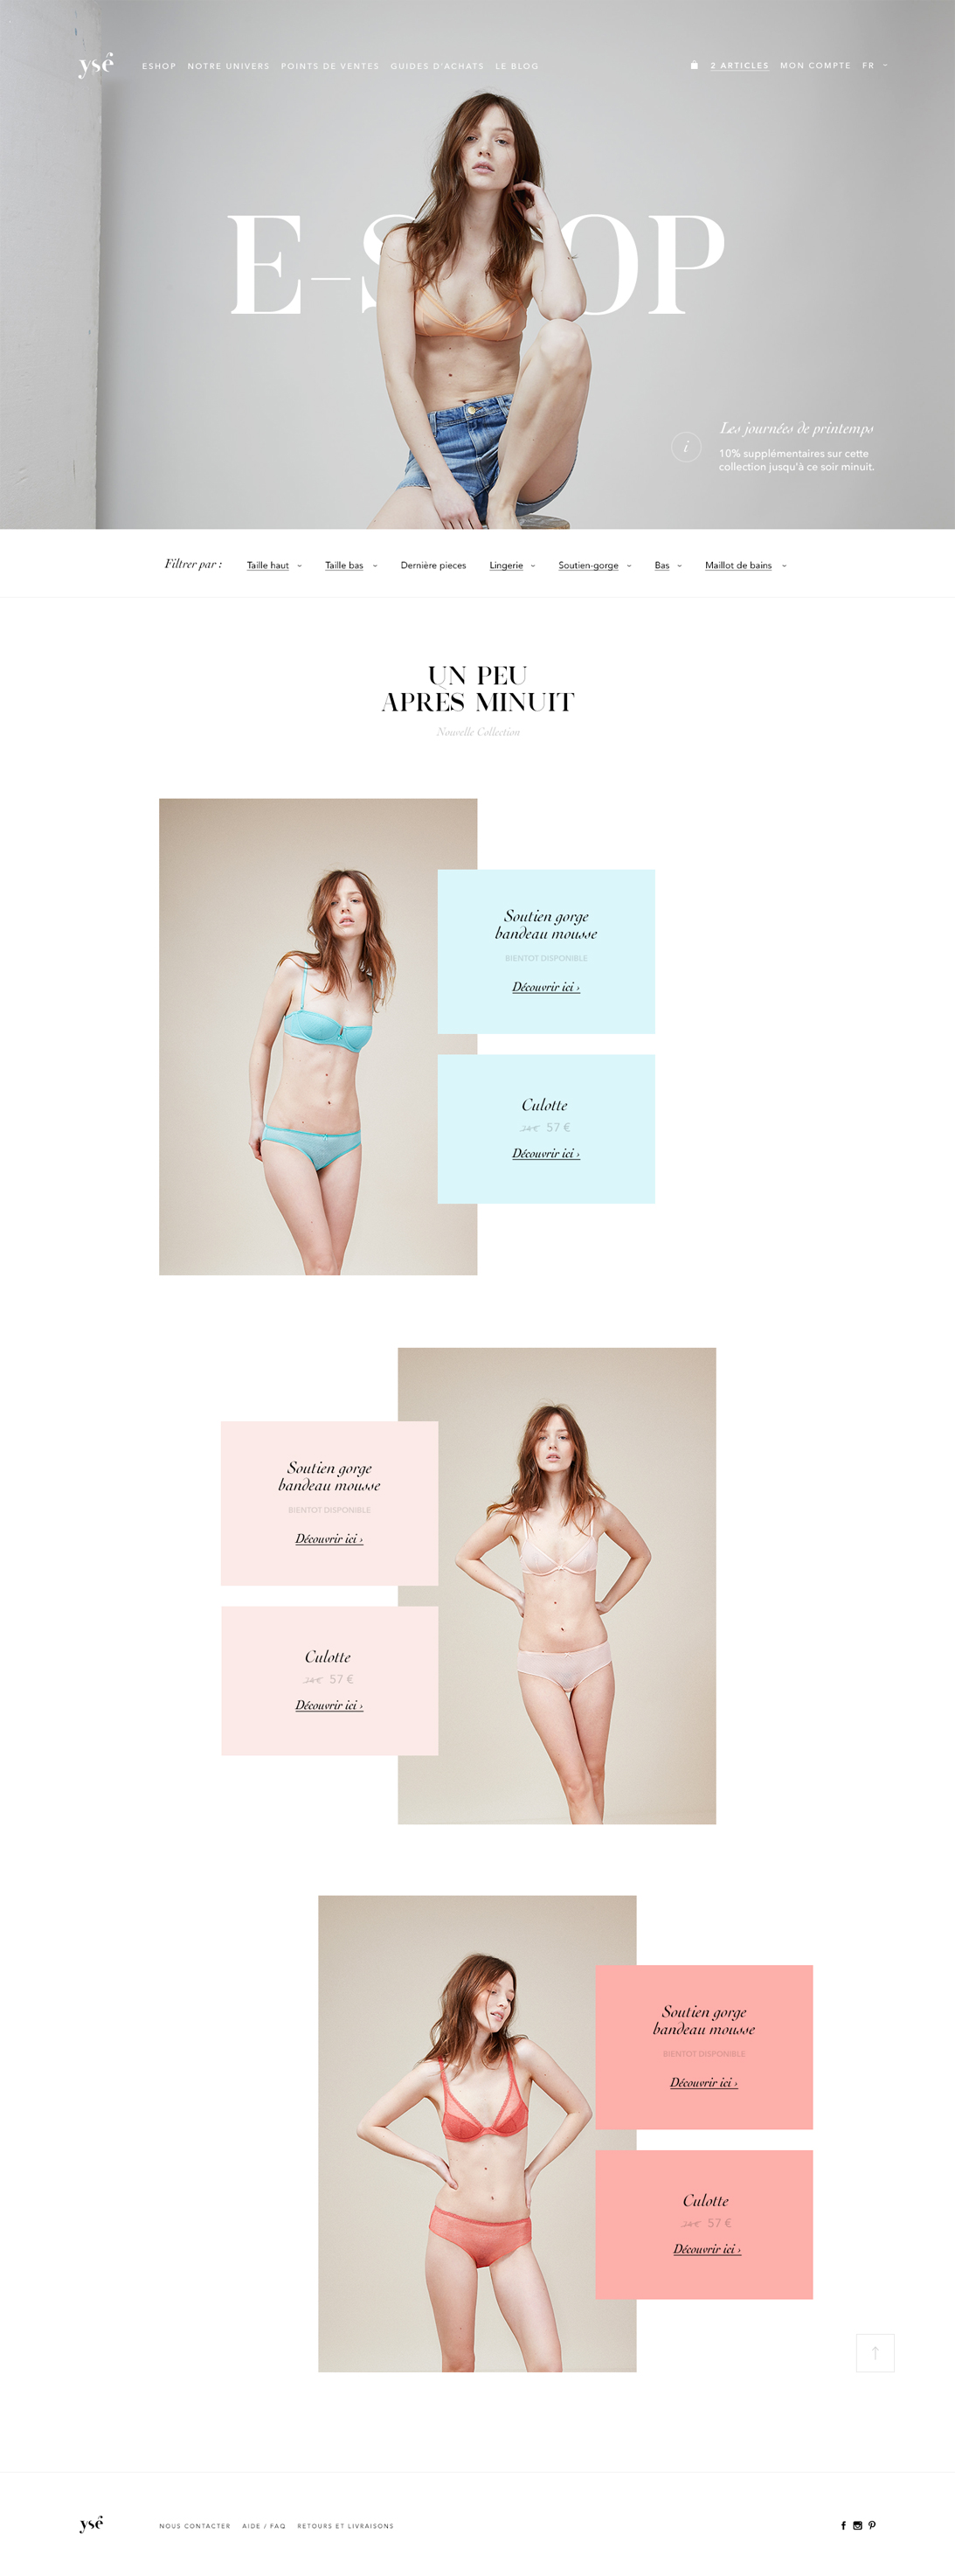 ysé
ESHOP NOTRE UNIVERS POINTS DE VENTES GUIDES D'ACHATS LE BLOG
2 ARTICLES MON COMPTE FR
E-SHOP
Les journées de printemps
i
10% supplémentaires sur cette
collection jusqu'à ce soir minuit.
Filtrer par : Taille haut Taille bas Dernière pieces Lingerie Soutien-gorge Bas Maillot de bains
UN PEU
APRÈS MINUIT
Nouvelle Collection
Soutien gorge
bandeau mousse
BIENTOT DISPONIBLE
Découvrir ici ›
Culotte
74 € 57 €
Découvrir ici ›
Soutien gorge
bandeau mousse
BIENTOT DISPONIBLE
Découvrir ici ›
Culotte
74 € 57 €
Découvrir ici ›
Soutien gorge
bandeau mousse
BIENTOT DISPONIBLE
Découvrir ici ›
Culotte
74 € 57 €
Découvrir ici ›
ysé
NOUS CONTACTER AIDE / FAQ RETOURS ET LIVRAISONS